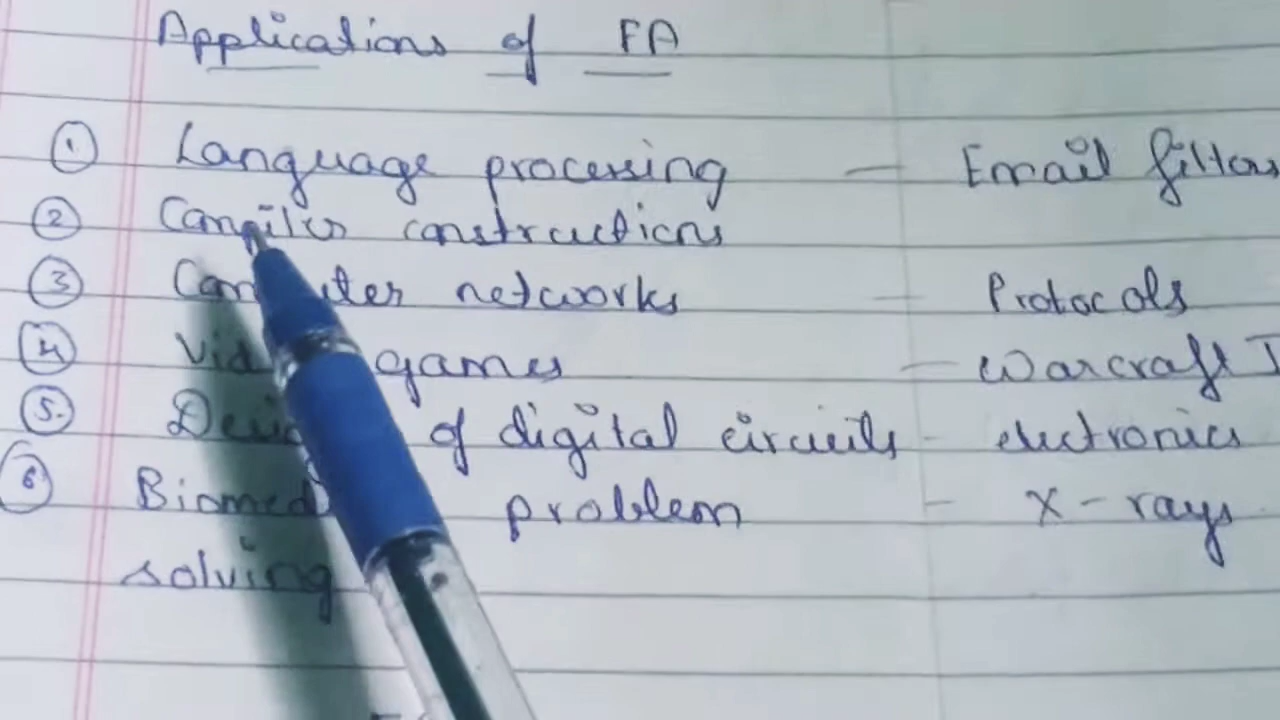 Applications of FA
① Language processing — Email filters
② Compiler constructions
③ networks — Protocols
④ games — Warcraft I
⑤ of digital circuits - electronics
⑥ problem - X-rays
solving